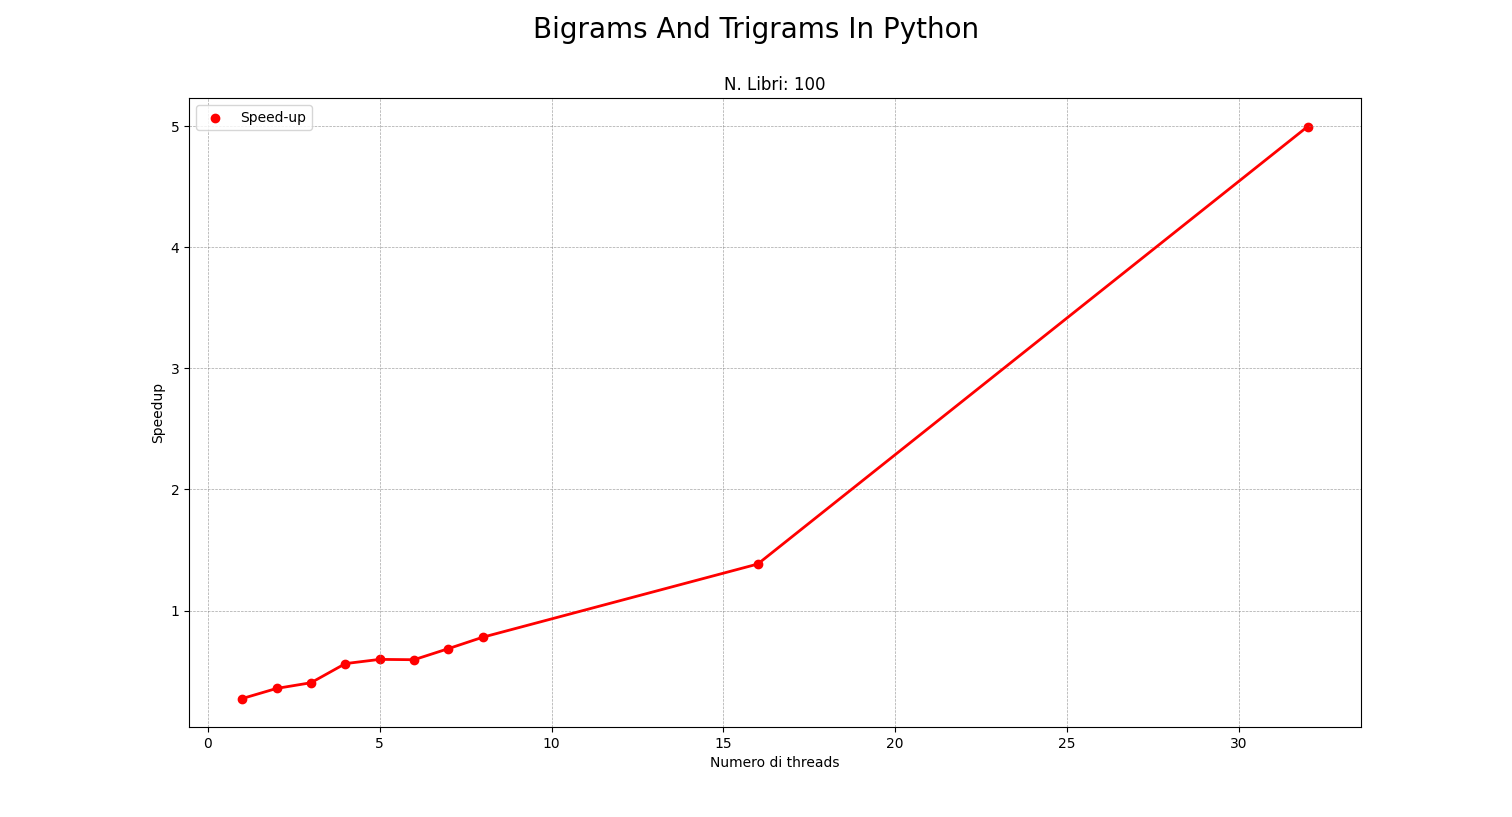 Bigrams And Trigrams In Python
N. Libri: 100
Speed-up
5
4
3
2
1
Speedup
0 5 10 15 20 25 30
Numero di threads